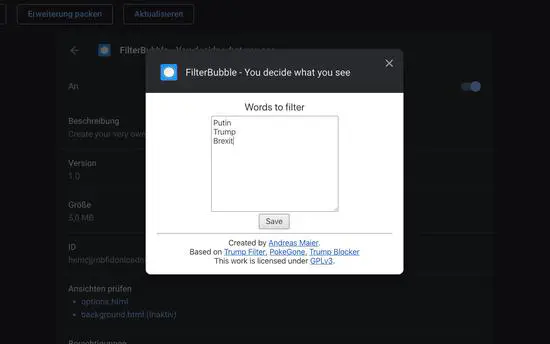 Erweiterung packen
Aktualisieren
FilterBubble - You decide what you see
An
FilterBubble - You decide what you see
Words to filter
Putin
Trump
Brexit
Save
Created by Andreas Maier.
Based on Trump Filter, PokeGone, Trump Blocker
This work is licensed under GPLv3.
Beschreibung
Create your very own
Version
1.0
Größe
5,0 MB
ID
Ansichten prüfen
options.html
background.html (Inaktiv)
Berechtigungen